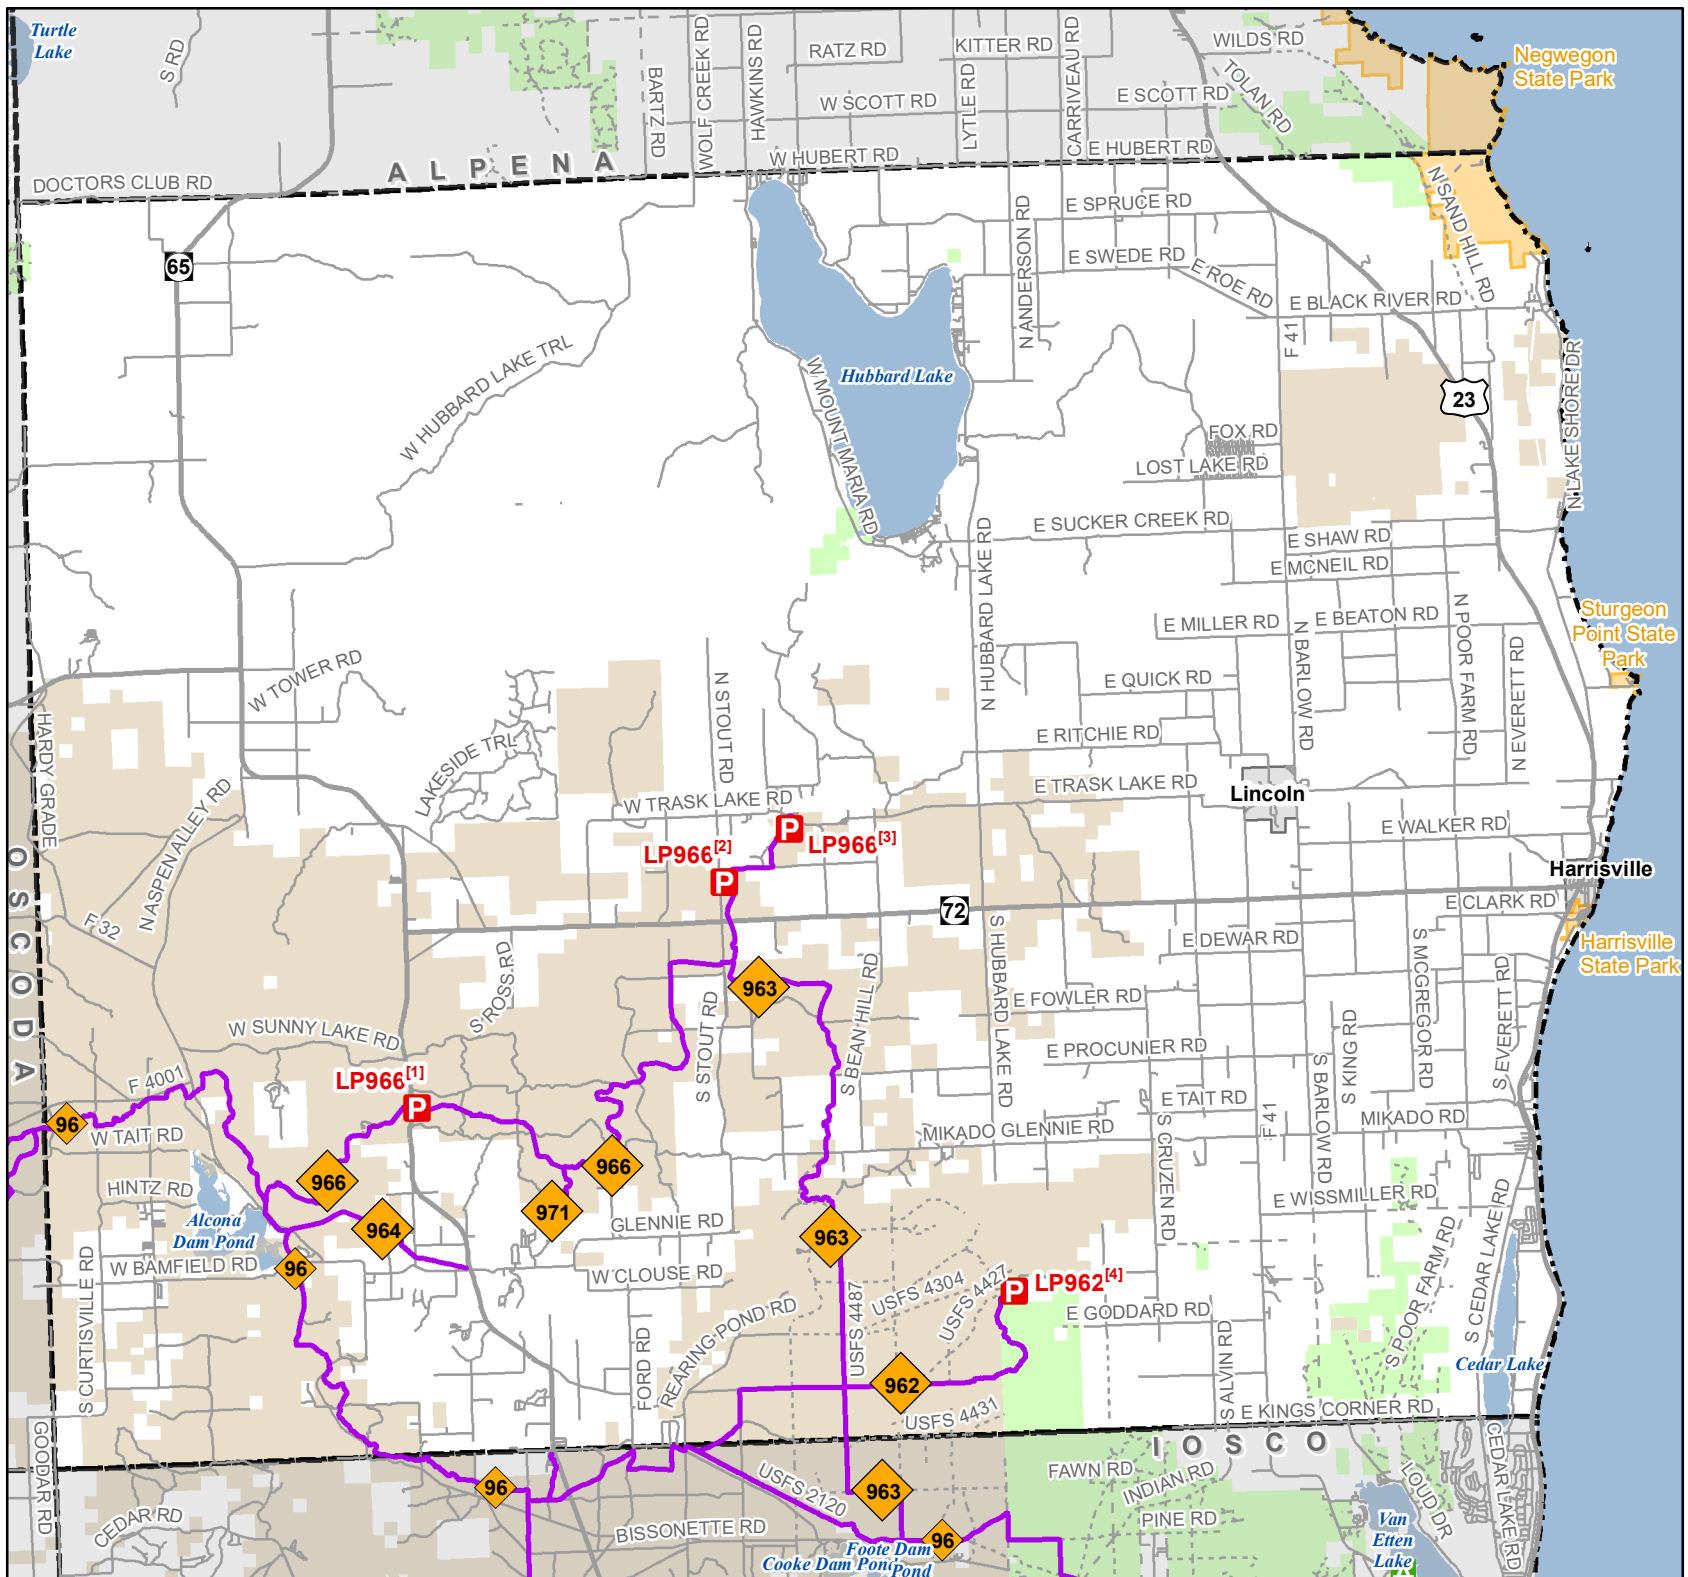 Turtle
Lake
S RD
BARTZ RD
WOLF CREEK RD
HAWKINS RD
RATZ RD
KITTER RD
W SCOTT RD
LYTLE RD
CARRIVEAU RD
E SCOTT RD
WILDS RD
TOLAN RD
Negwegon
State Park
DOCTORS CLUB RD
ALPENA
W HUBERT RD
E HUBERT RD
N SAND HILL RD
E SPRUCE RD
N ANDERSON RD
E SWEDE RD
E ROE RD
E BLACK RIVER RD
65
F 41
23
N LAKE SHORE DR
W HUBBARD LAKE TRL
W MOUNT MARIA RD
Hubbard Lake
FOX RD
LOST LAKE RD
E SUCKER CREEK RD
E SHAW RD
E MCNEIL RD
N HUBBARD LAKE RD
E MILLER RD
E BEATON RD
N BARLOW RD
N POOR FARM RD
N EVERETT RD
Sturgeon
Point State
Park
W TOWER RD
E QUICK RD
N STOUT RD
HARDY GRADE
LAKESIDE TRL
E RITCHIE RD
N ASPEN ALLEY RD
W TRASK LAKE RD
E TRASK LAKE RD
Lincoln
E WALKER RD
LP966[2]
P
P
LP966[3]
Harrisville
OSCODA
F 32
72
E CLARK RD
S ROSS RD
E DEWAR RD
Harrisville
State Park
963
S BEAN HILL RD
S HUBBARD LAKE RD
E FOWLER RD
S MCGREGOR RD
S EVERETT RD
W SUNNY LAKE RD
S STOUT RD
E PROCUNIER RD
S KING RD
S BARLOW RD
F 4001
LP966[1]
P
E TAIT RD
F 41
96
W TAIT RD
MIKADO GLENNIE RD
MIKADO RD
S CRUZEN RD
HINTZ RD
966
966
971
Alcona
Dam Pond
964
GLENNIE RD
963
E WISSMILLER RD
S CEDAR LAKE RD
S POOR FARM RD
W BAMFIELD RD
96
W CLOUSE RD
S CURTISVILLE RD
USFS 4304
USFS 4427
P
LP962[4]
E GODDARD RD
REARING POND RD
FORD RD
USFS 4487
S ALVIN RD
Cedar Lake
962
USFS 4431
E KINGS CORNER RD
GOODAR RD
IOSCO
CEDAR LAKE RD
96
USFS 2120
963
FAWN RD
INDIAN RD
LOUD DR
CEDAR RD
BISSONETTE RD
PINE RD
96
Van
Etten
Lake
Foote Dam
Pond
Cooke Dam Pond